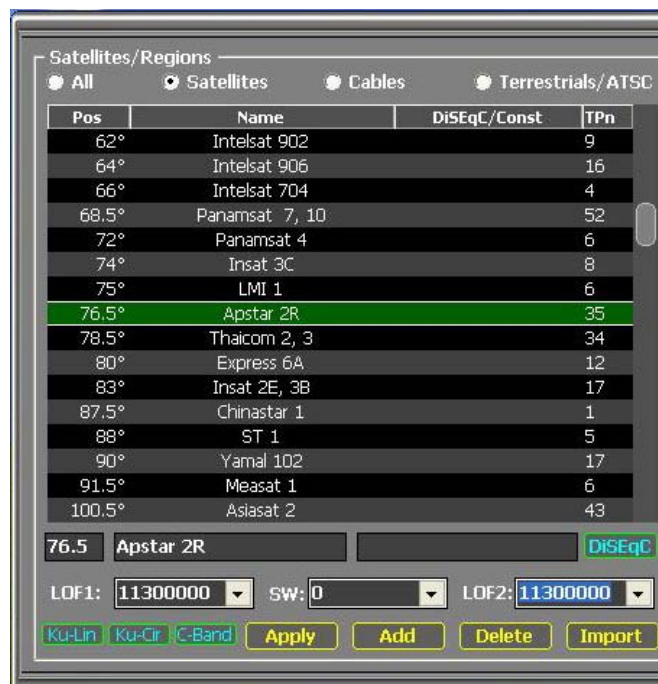 Satellites/Regions
All Satellites Cables Terrestrials/ATSC
Pos Name DiSEqC/Const TPn
62° Intelsat 902 9
64° Intelsat 906 16
66° Intelsat 704 4
68.5° Panamsat 7, 10 52
72° Panamsat 4 6
74° Insat 3C 8
75° LMI 1 6
76.5° Apstar 2R 35
78.5° Thaicom 2, 3 34
80° Express 6A 12
83° Insat 2E, 3B 17
87.5° Chinastar 1 1
88° ST 1 5
90° Yamal 102 17
91.5° Measat 1 6
100.5° Asiasat 2 43
76.5 Apstar 2R DiSEqC
LOF1: 11300000 SW: 0 LOF2: 11300000
Ku-Lin Ku-Cir C-Band Apply Add Delete Import